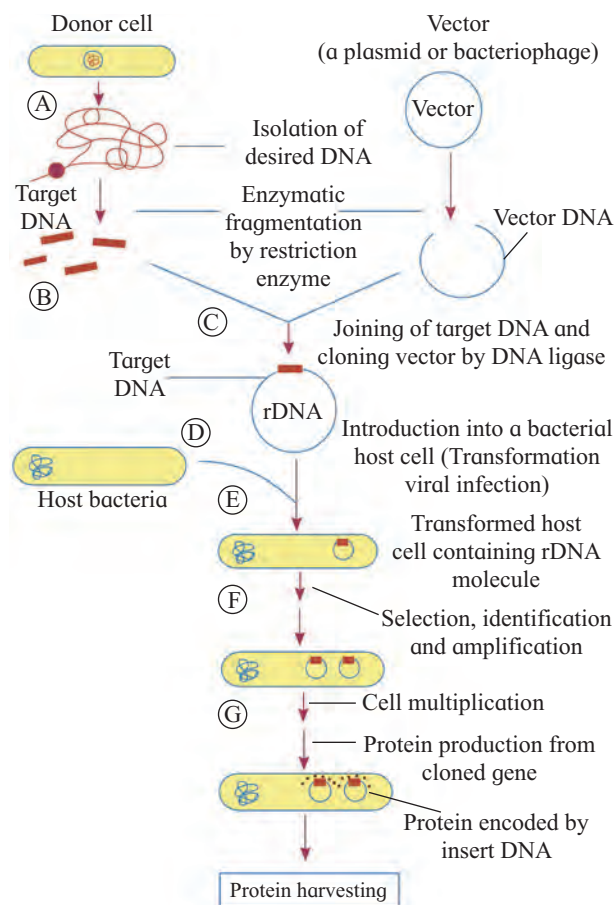 Donor cell
Vector
(a plasmid or bacteriophage)
A
Vector
Isolation of
desired DNA
Target
DNA
Enzymatic
fragmentation
by restriction
enzyme
Vector DNA
B
C
Joining of target DNA and
cloning vector by DNA ligase
Target
DNA
rDNA
D
Introduction into a bacterial
host cell (Transformation
viral infection)
Host bacteria
E
Transformed host
cell containing rDNA
molecule
F
Selection, identification
and amplification
G
Cell multiplication
Protein production from
cloned gene
Protein encoded by
insert DNA
Protein harvesting